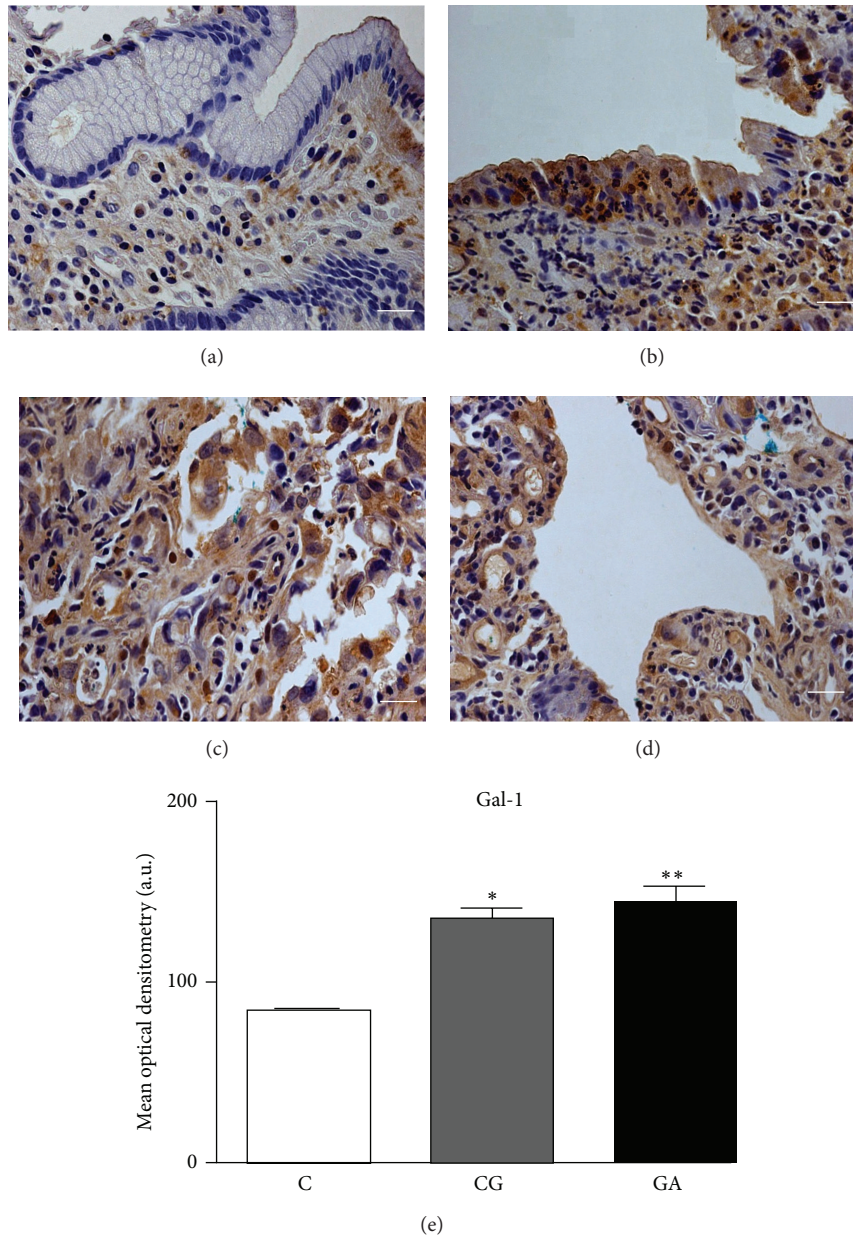 (a)
(b)
(c)
(d)
Gal-1
Mean optical densitometry (a.u.)
200
100
0
*
**
C
CG
GA
(e)